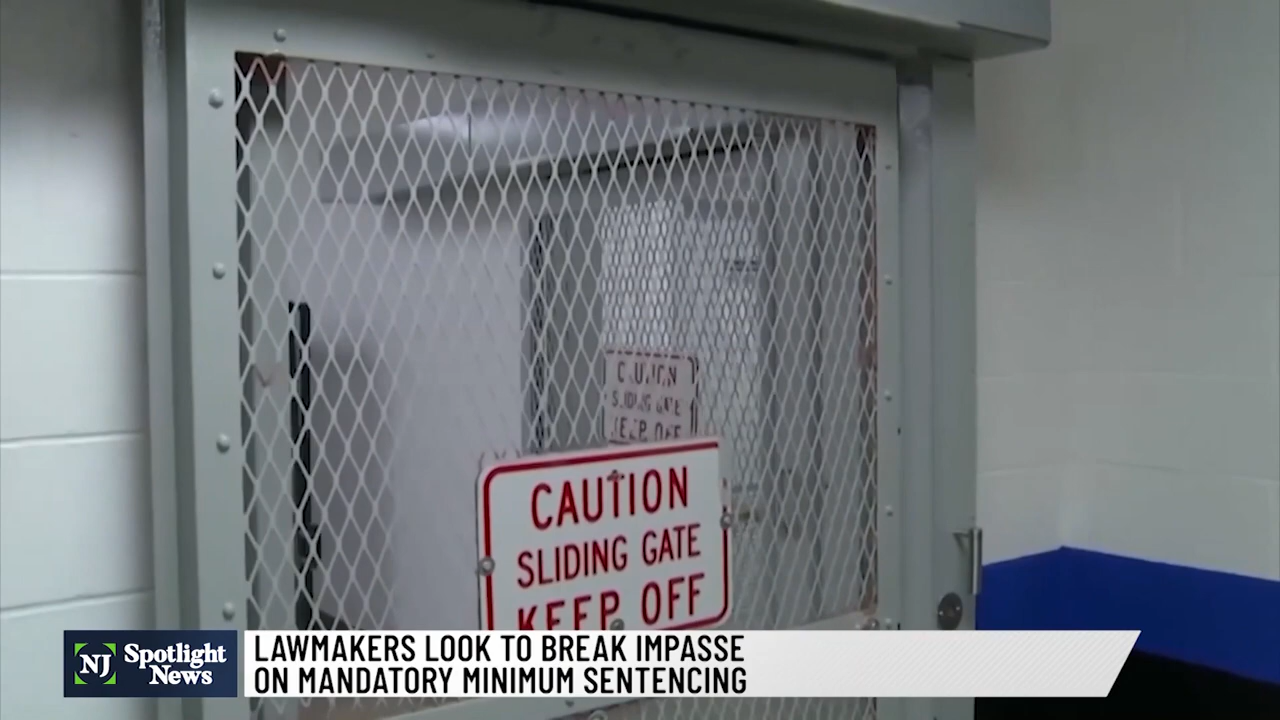 CAUTION
SLIDING GATE
KEEP OFF
CAUTION
SLIDING GATE
KEEP OFF
NJ Spotlight News
LAWMAKERS LOOK TO BREAK IMPASSE
ON MANDATORY MINIMUM SENTENCING